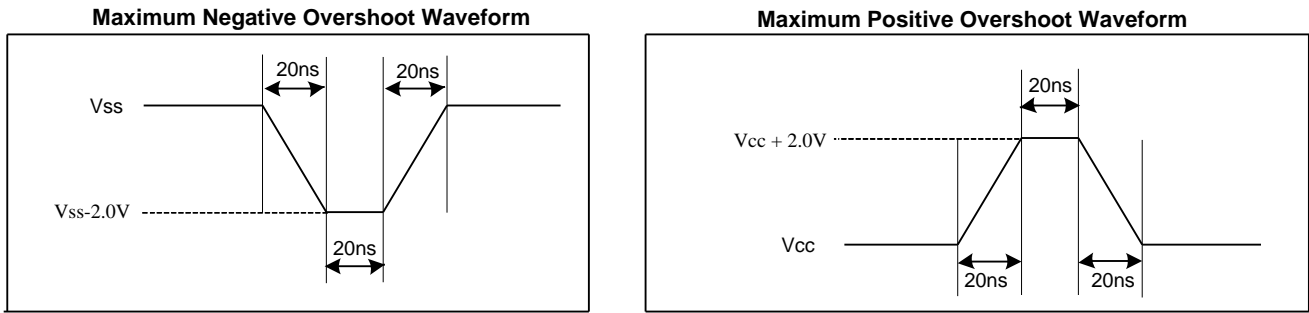 Maximum Negative Overshoot Waveform
20ns
20ns
Vss
Vss-2.0V
20ns
Maximum Positive Overshoot Waveform
20ns
Vcc + 2.0V
Vcc
20ns
20ns